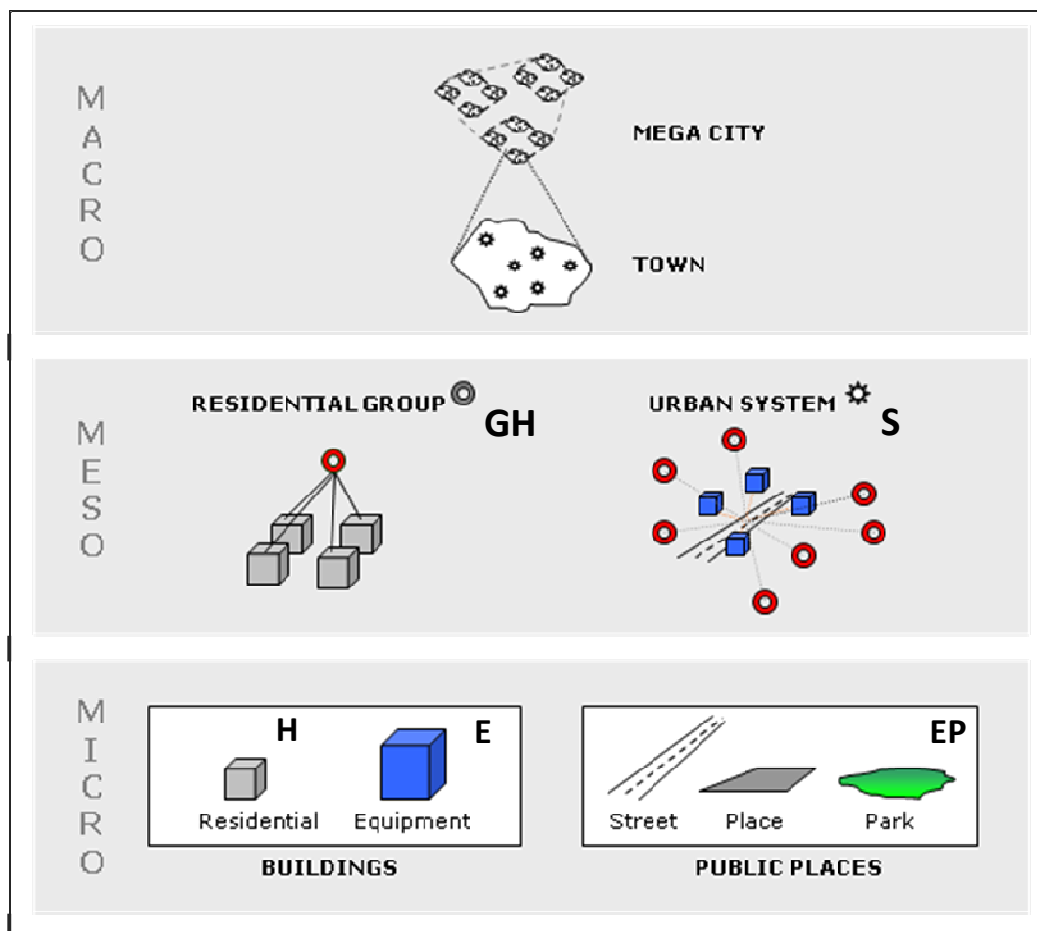 MACRO
MEGA CITY
TOWN
MESO
RESIDENTIAL GROUP
GH
URBAN SYSTEM
S
MICRO
H
E
Residential Equipment
BUILDINGS
EP
Street Place Park
PUBLIC PLACES